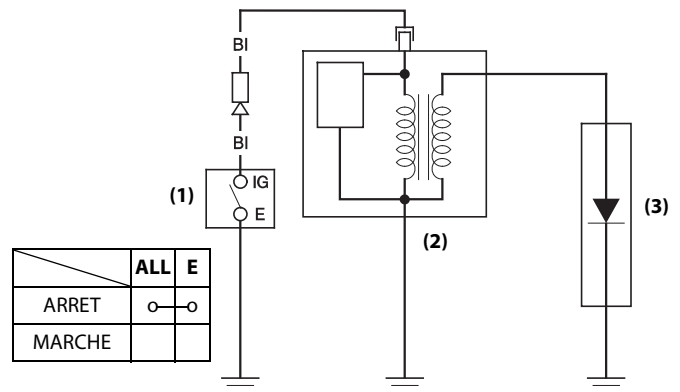 BI
BI
(1)
IG
E
(2)
(3)
ALL E
ARRET
MARCHE